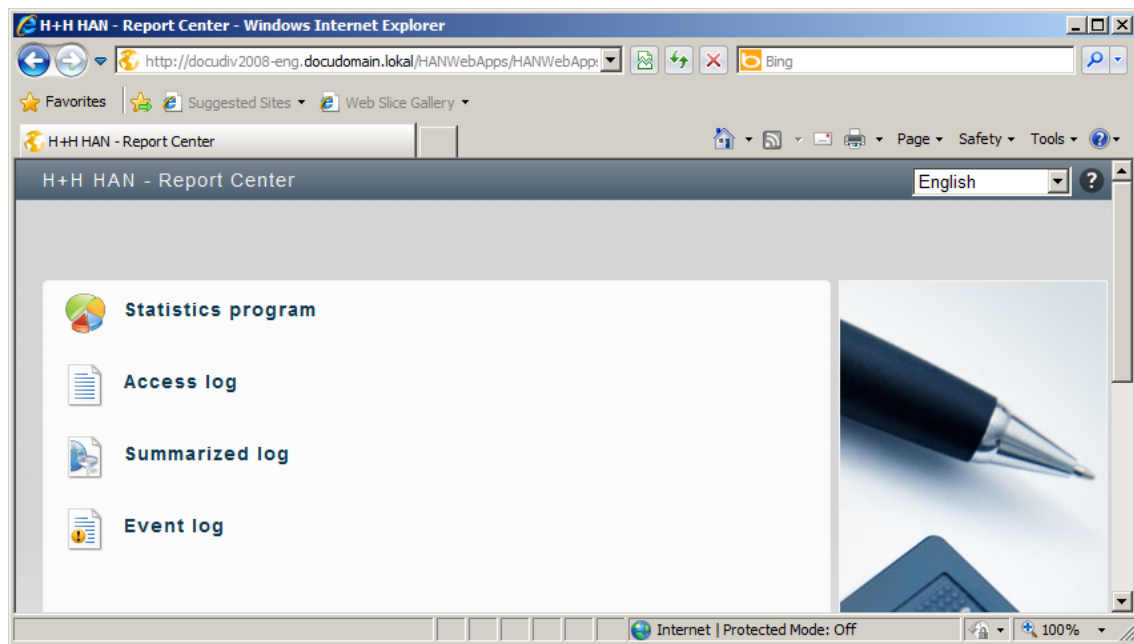 H+H HAN - Report Center - Windows Internet Explorer
http://docudiv2008-eng.docudomain.lokal/HANWebApps/HANWebApp:
Bing
Favorites Suggested Sites Web Slice Gallery
H+H HAN - Report Center Page Safety Tools
H+H HAN - Report Center English
Statistics program
Access log
Summarized log
Event log
Internet | Protected Mode: Off 100%